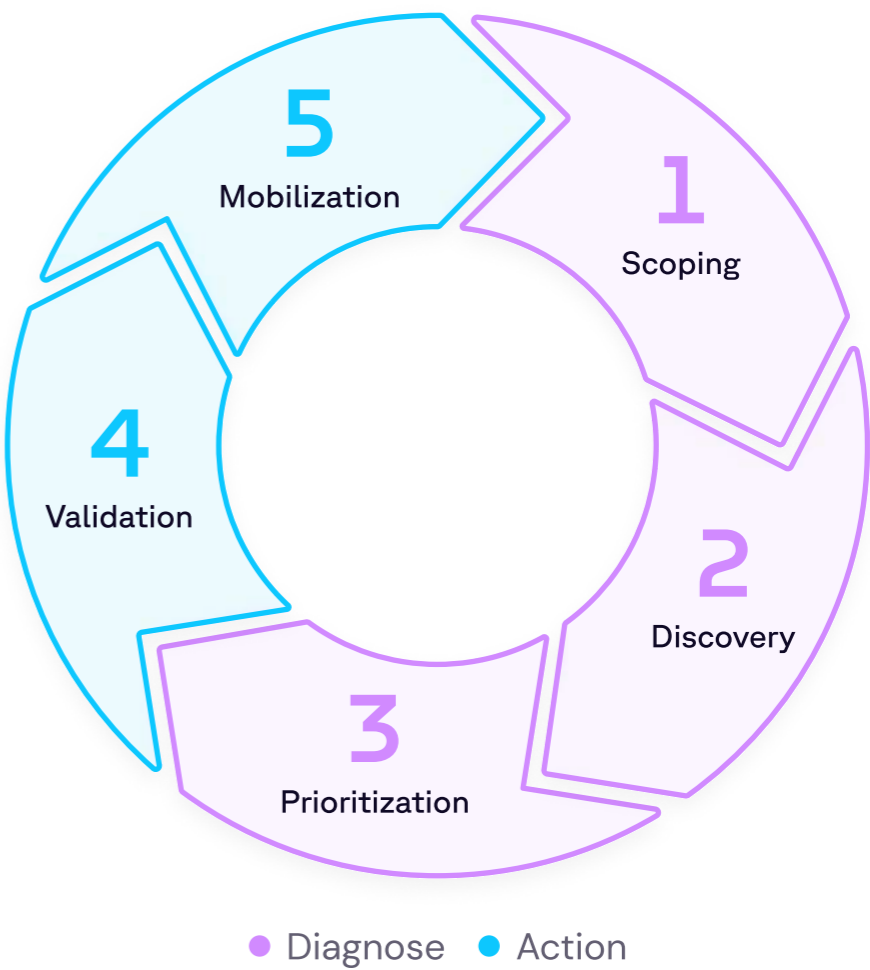 5
Mobilization
1
Scoping
4
Validation
2
Discovery
3
Prioritization
Diagnose
Action